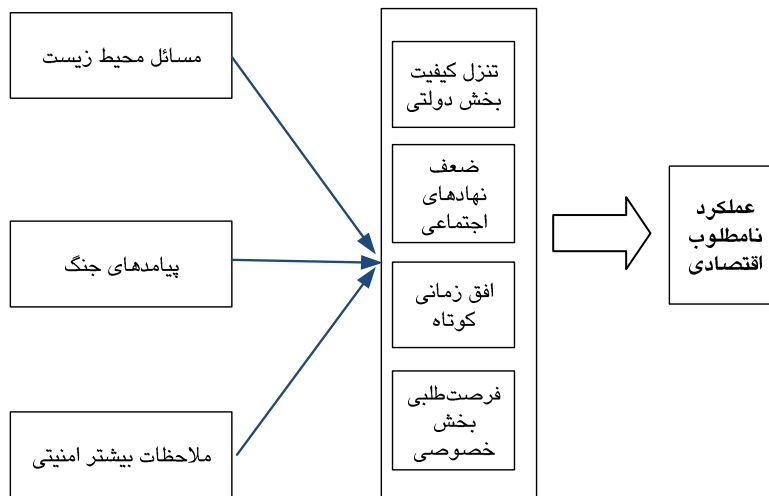 مسائل محیط زیست
پیامدهای جنگ
ملاحظات بیشتر امنیتی
تنزل کیفیت
بخش دولتی
ضعف
نهادهای
اجتماعی
افق زمانی
کوتاه
فرصت‌طلبی
بخش
خصوصی
عملکرد
نامطلوب
اقتصادی